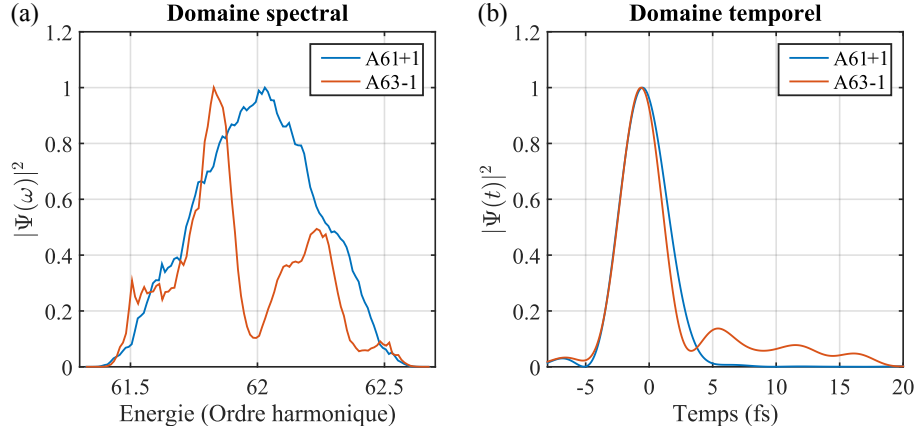 (a)
Domaine spectral
|Ψ(ω)|²
1.2
1
0.8
0.6
0.4
0.2
0
A61+1
A63-1
61.5
62
62.5
Energie (Ordre harmonique)
(b)
Domaine temporel
|Ψ(t)|²
1.2
1
0.8
0.6
0.4
0.2
0
A61+1
A63-1
-5
0
5
10
15
20
Temps (fs)